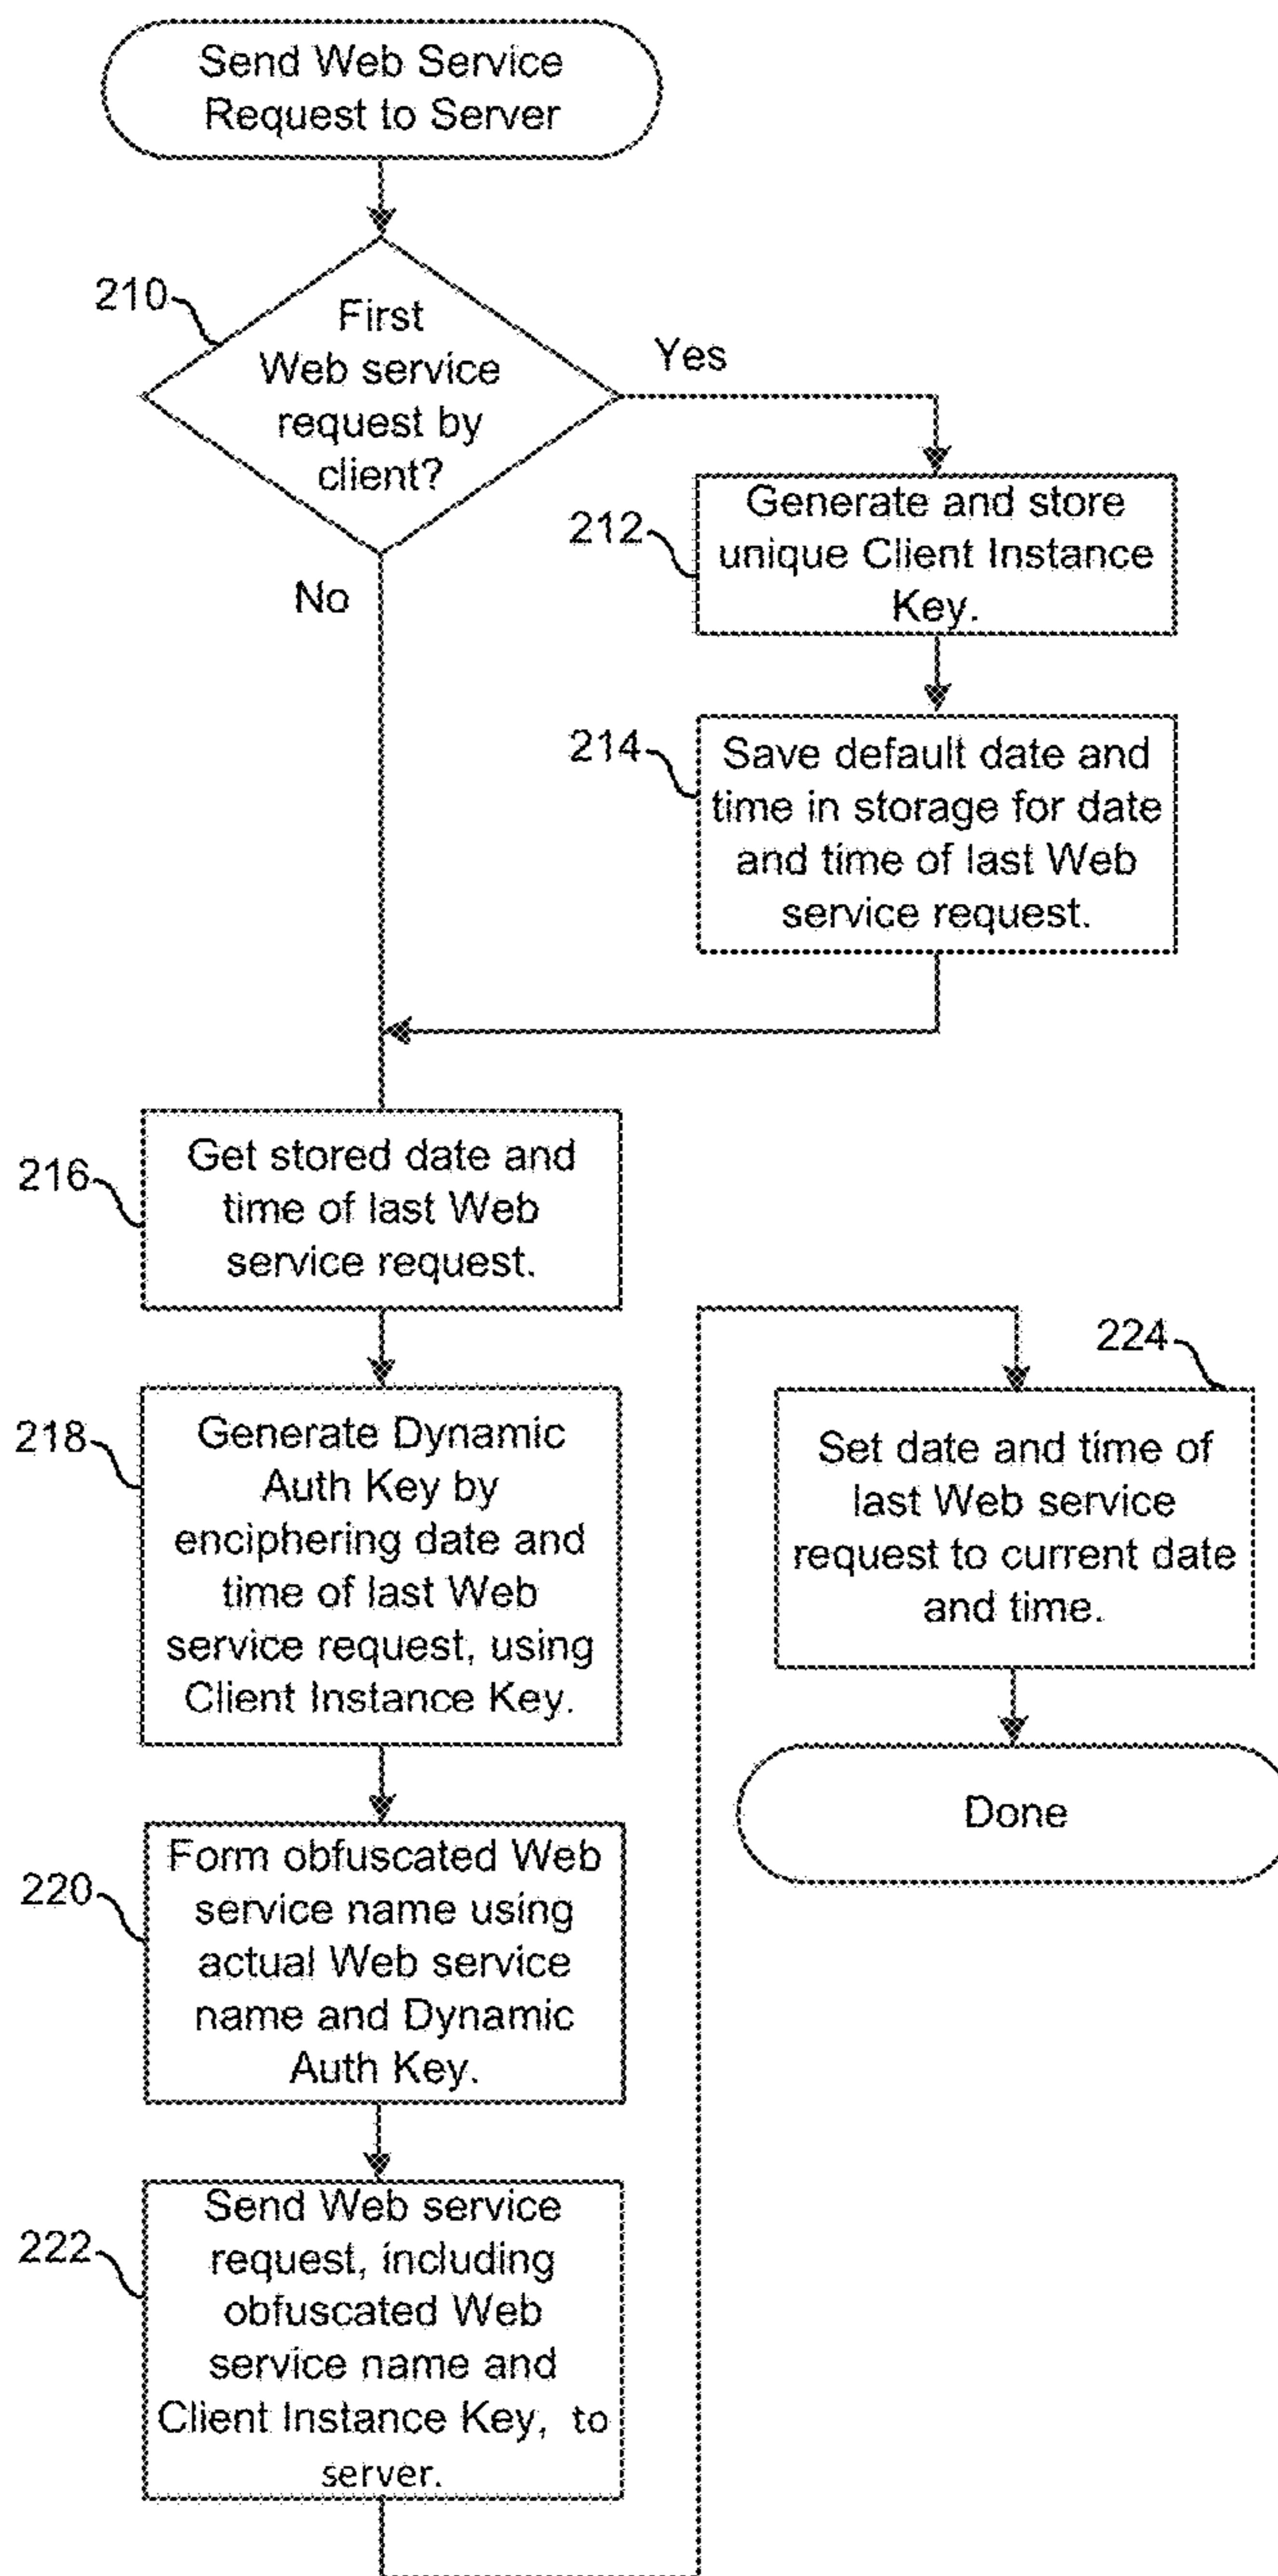 Send Web Service
Request to Server
210
First
Web service
request by
client?
Yes
No
212
Generate and store
unique Client Instance
Key.
214
Save default date and
time in storage for date
and time of last Web
service request.
216
Get stored date and
time of last Web
service request.
218
Generate Dynamic
Auth Key by
enciphering date and
time of last Web
service request, using
Client Instance Key.
220
Form obfuscated Web
service name using
actual Web service
name and Dynamic
Auth Key.
222
Send Web service
request, including
obfuscated Web
service name and
Client Instance Key, to
server.
224
Set date and time of
last Web service
request to current date
and time.
Done